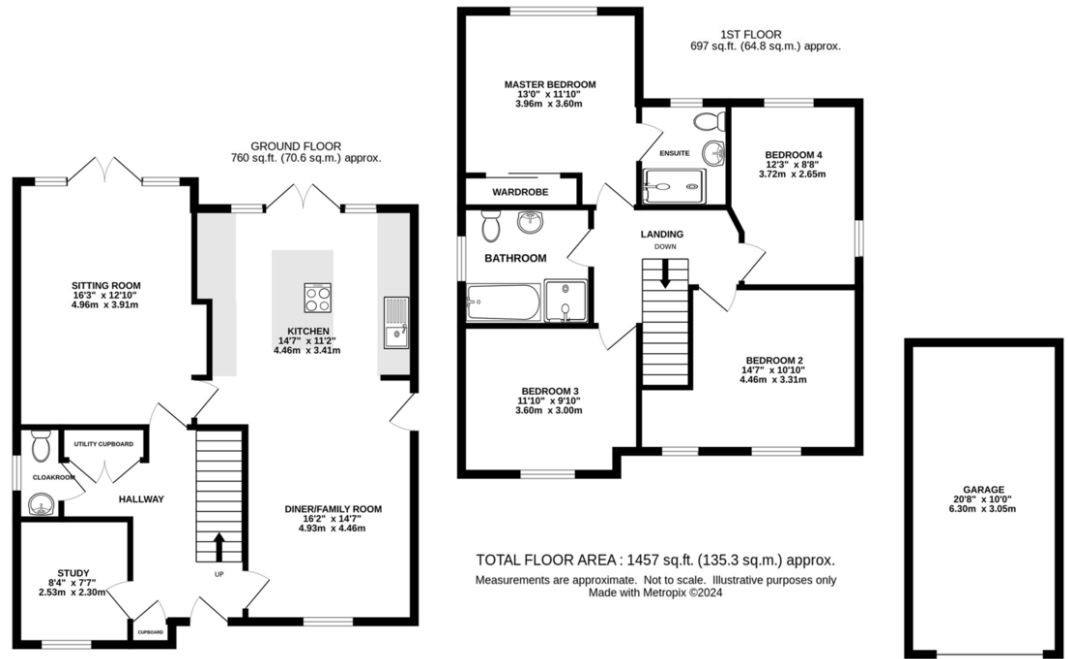 GROUND FLOOR
760 sq.ft. (70.6 sq.m.) approx.
SITTING ROOM
16'3" x 12'10"
4.96m x 3.91m
KITCHEN
14'7" x 11'2"
4.46m x 3.41m
UTILITY CUPBOARD
CLOAKROOM
HALLWAY
DINER/FAMILY ROOM
16'2" x 14'7"
4.93m x 4.46m
UP
STUDY
8'4" x 7'7"
2.53m x 2.30m
CUPBOARD
1ST FLOOR
697 sq.ft. (64.8 sq.m.) approx.
MASTER BEDROOM
13'0" x 11'10"
3.96m x 3.60m
ENSUITE
BEDROOM 4
12'3" x 8'8"
3.72m x 2.65m
WARDROBE
LANDING
DOWN
BATHROOM
BEDROOM 2
14'7" x 10'10"
4.46m x 3.31m
BEDROOM 3
11'10" x 9'10"
3.60m x 3.00m
GARAGE
20'8" x 10'0"
6.30m x 3.05m
TOTAL FLOOR AREA : 1457 sq.ft. (135.3 sq.m.) approx.
Measurements are approximate. Not to scale. Illustrative purposes only
Made with Metropix ©2024